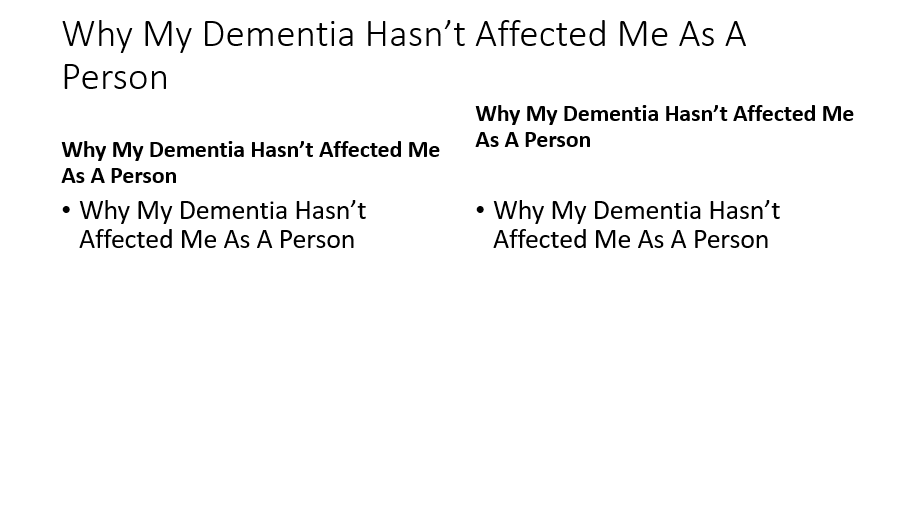 Why My Dementia Hasn’t Affected Me As A
Person
Why My Dementia Hasn’t Affected Me
As A Person
• Why My Dementia Hasn’t
Affected Me As A Person
Why My Dementia Hasn’t Affected Me
As A Person
• Why My Dementia Hasn’t
Affected Me As A Person